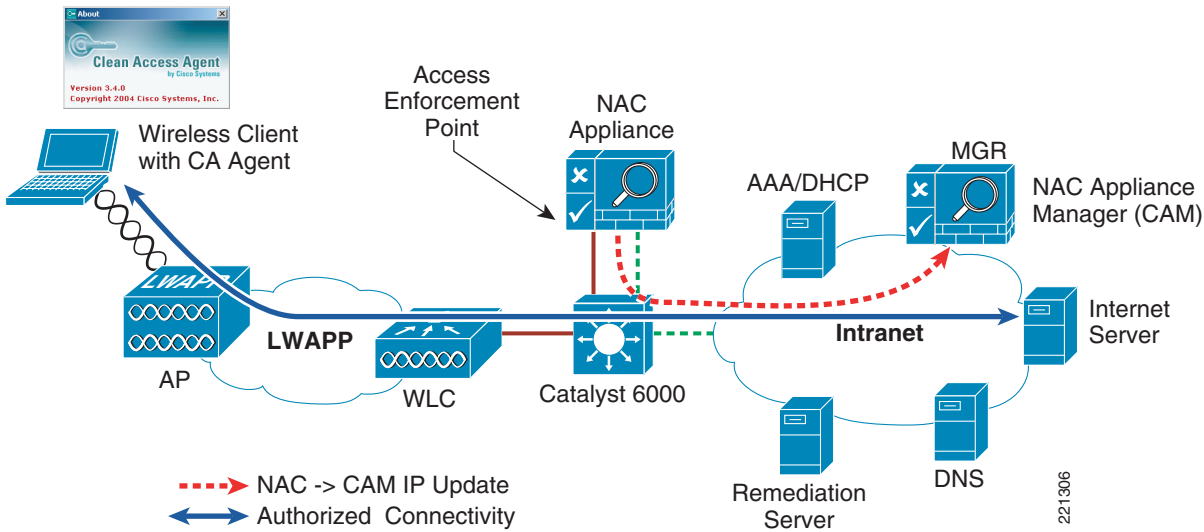 About
Clean Access Agent
by Cisco Systems
Version 3.4.0
Copyright 2004 Cisco Systems, Inc.
Wireless Client
with CA Agent
Access
Enforcement
Point
NAC
Appliance
AAA/DHCP
MGR
NAC Appliance
Manager (CAM)
LWAPP
AP
LWAPP
WLC
Catalyst 6000
Intranet
Internet
Server
Remediation
Server
DNS
NAC -> CAM IP Update
Authorized Connectivity
221306